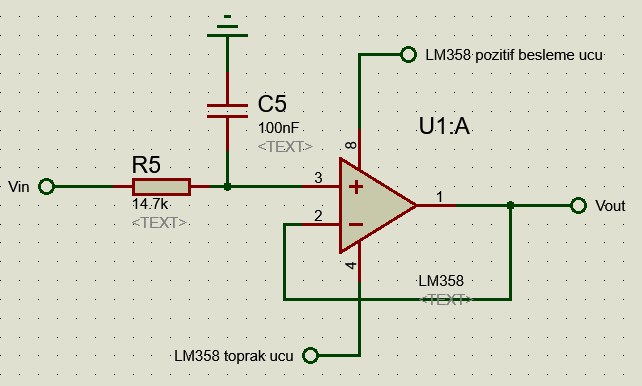 LM358 pozitif besleme ucu
C5
100nF
<TEXT>
U1:A
8
R5
Vin
14.7k
<TEXT>
3
2
1
Vout
4
LM358
<TEXT>
LM358 toprak ucu